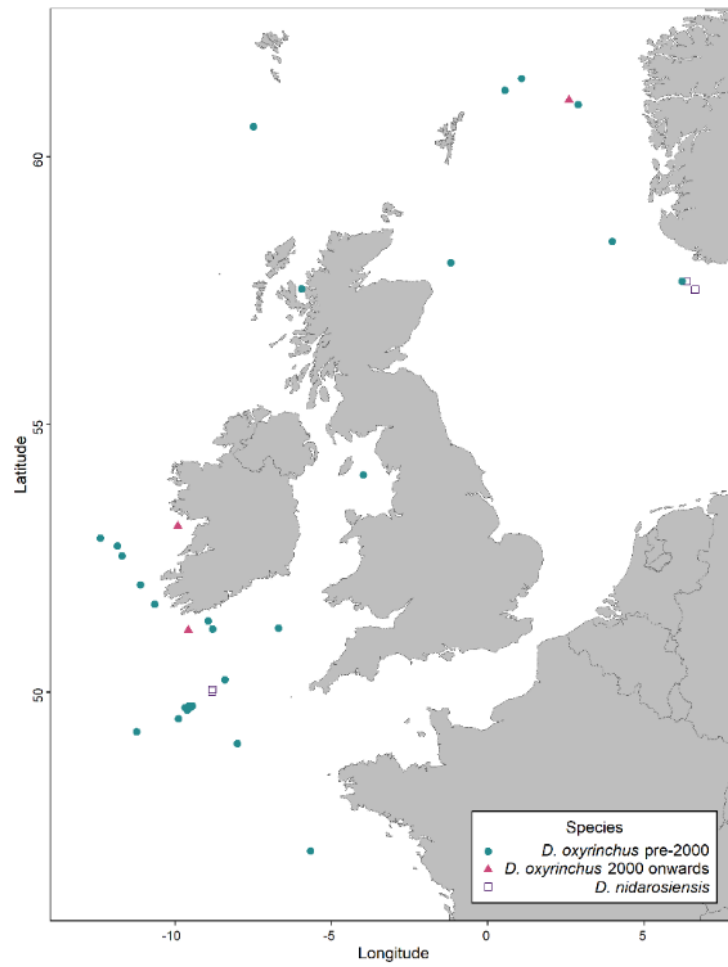 60
55
50
Latitude
-10
-5
0
5
Longitude
Species
D. oxyrinchus pre-2000
D. oxyrinchus 2000 onwards
D. nidarosiensis